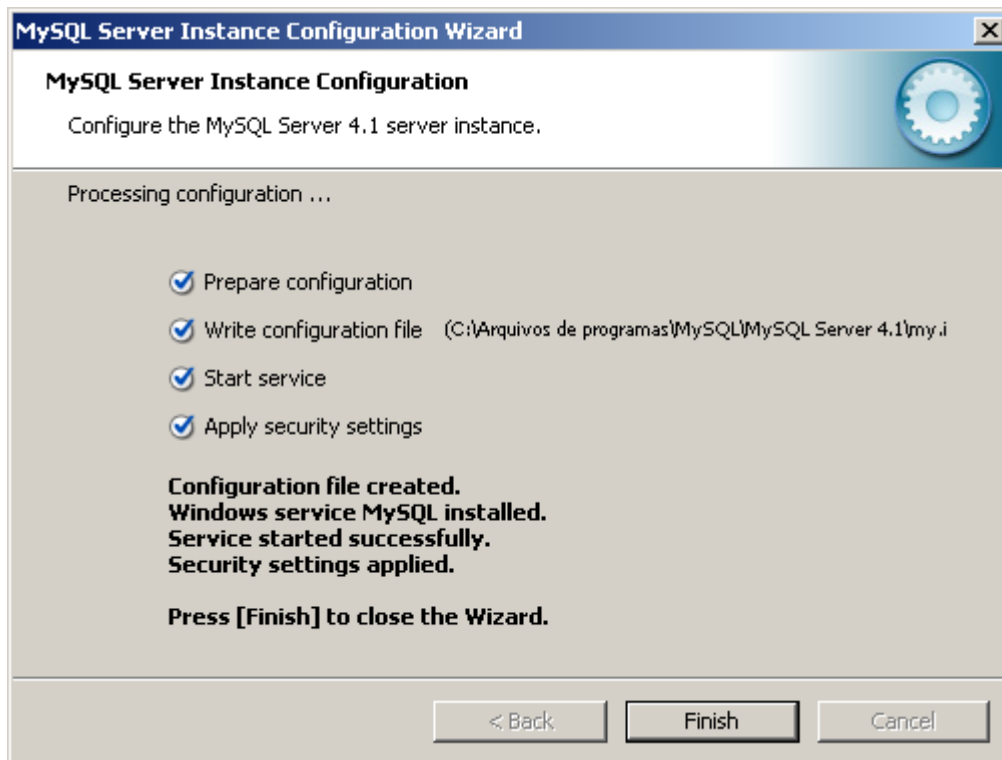 MySQL Server Instance Configuration Wizard
MySQL Server Instance Configuration
Configure the MySQL Server 4.1 server instance.
Processing configuration ...
Prepare configuration
Write configuration file (C:\Arquivos de programas\MySQL\MySQL Server 4.1\my.i
Start service
Apply security settings
Configuration file created.
Windows service MySQL installed.
Service started successfully.
Security settings applied.
Press [Finish] to close the Wizard.
< Back Finish Cancel